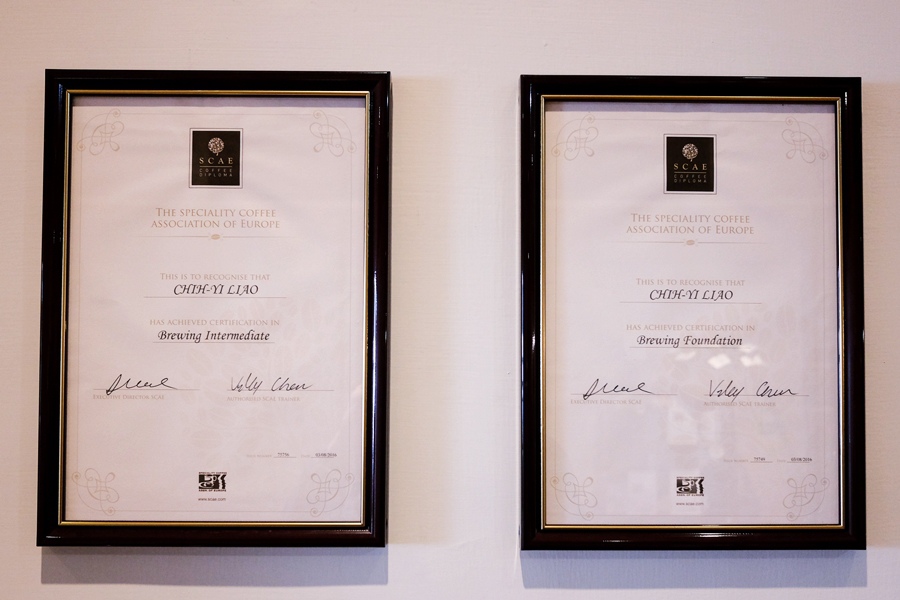 SCAE
COFFEE
DIPLOMA
THE SPECIALITY COFFEE
ASSOCIATION OF EUROPE
THIS IS TO RECOGNISE THAT
CHIH-YI LIAO
HAS ACHIEVED CERTIFICATION IN
Brewing Intermediate
EXECUTIVE DIRECTOR SCAE
AUTHORISED SCAE TRAINER
www.scae.com
SCAE
COFFEE
DIPLOMA
THE SPECIALITY COFFEE
ASSOCIATION OF EUROPE
THIS IS TO RECOGNISE THAT
CHIH-YI LIAO
HAS ACHIEVED CERTIFICATION IN
Brewing Foundation
EXECUTIVE DIRECTOR SCAE
AUTHORISED SCAE TRAINER
www.scae.com